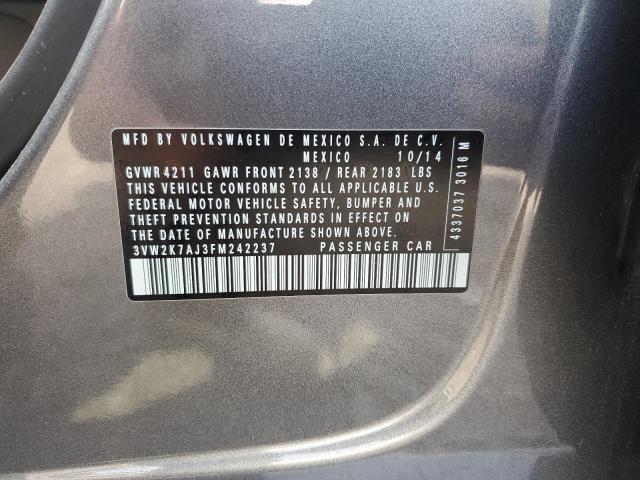 MFD BY VOLKSWAGEN DE MEXICO S.A. DE C.V.
MEXICO 10/14
GVWR 4211 GAWR FRONT 2138 / REAR 2183 LBS
THIS VEHICLE CONFORMS TO ALL APPLICABLE U.S.
FEDERAL MOTOR VEHICLE SAFETY, BUMPER AND
THEFT PREVENTION STANDARDS IN EFFECT ON
THE DATE OF MANUFACTURE SHOWN ABOVE.
3VW2K7AJ3FM242237 PASSENGER CAR
4337037 3016 M